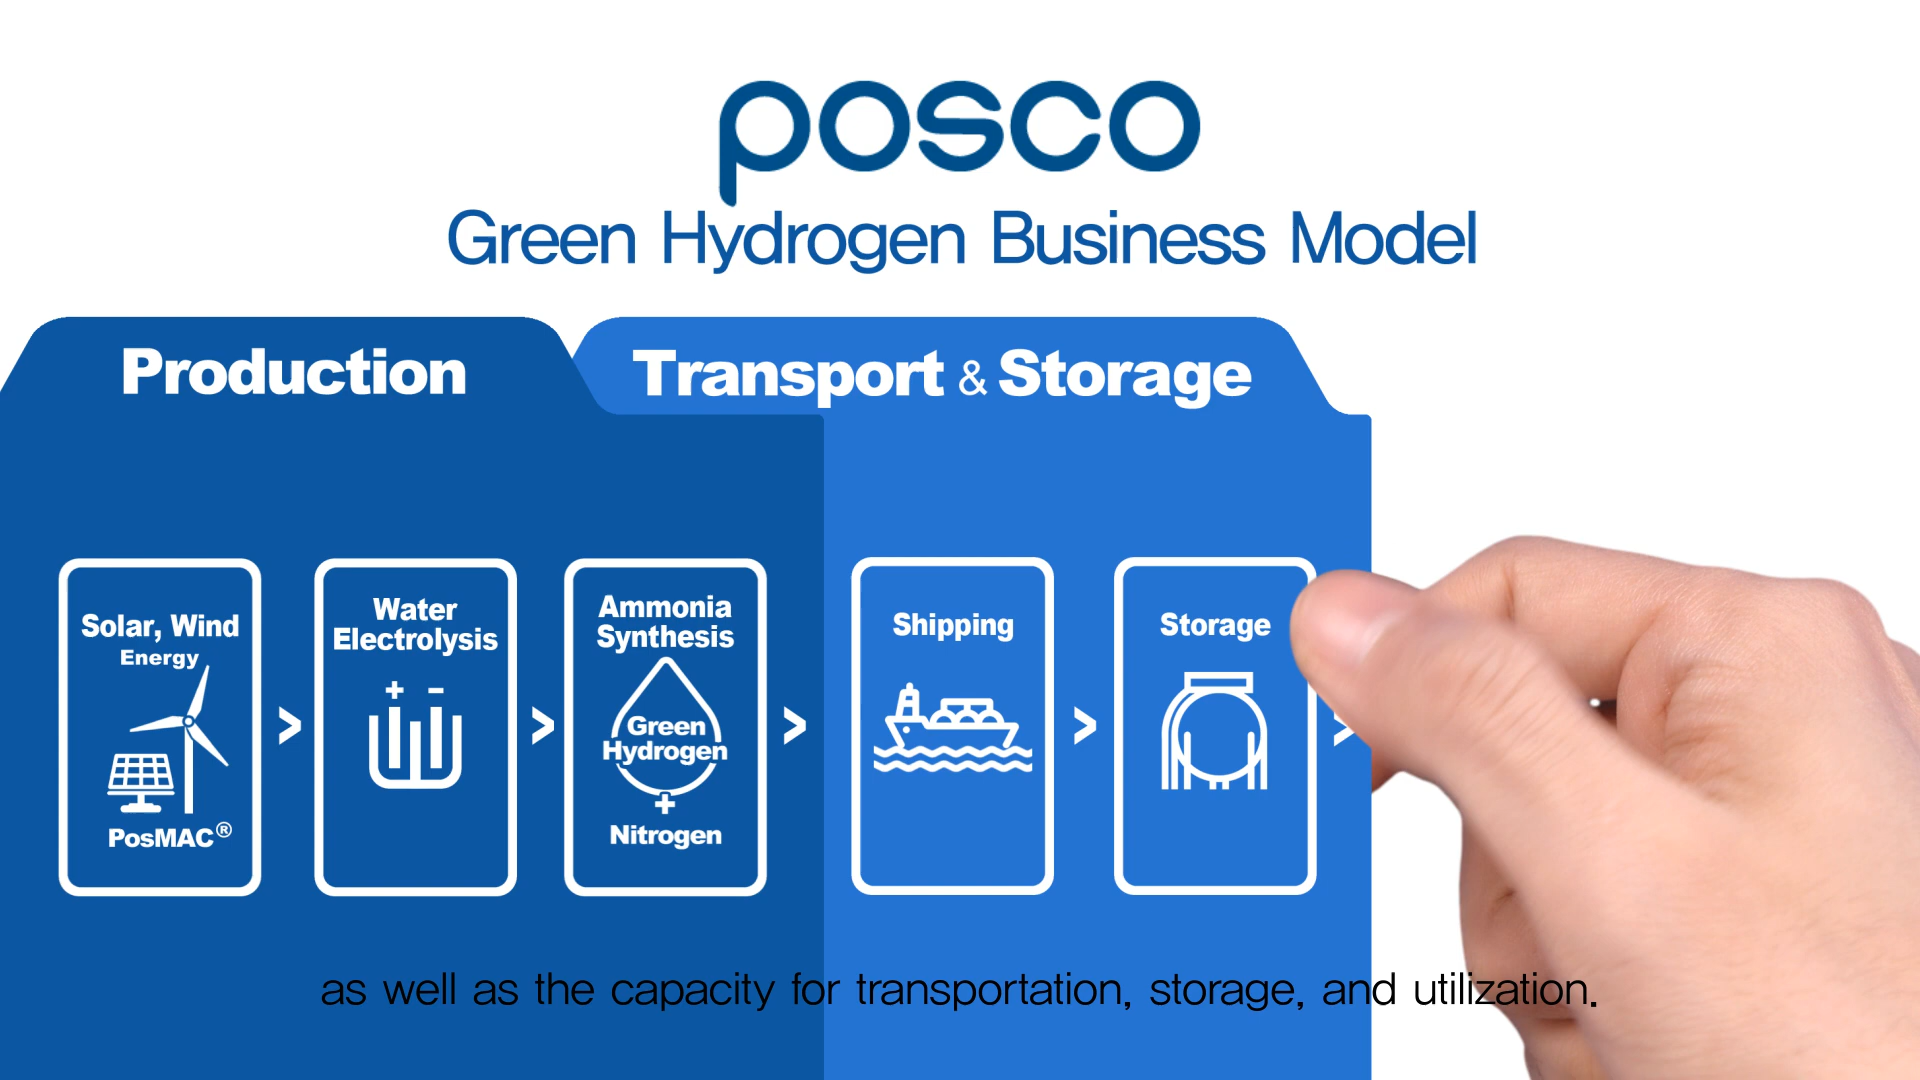 posco
Green Hydrogen Business Model
Production
Transport & Storage
Solar, Wind
Energy
PosMAC®
>
Water
Electrolysis
+ -
>
Ammonia
Synthesis
Green
Hydrogen
+
Nitrogen
>
Shipping
>
Storage
>
as well as the capacity for transportation, storage, and utilization.